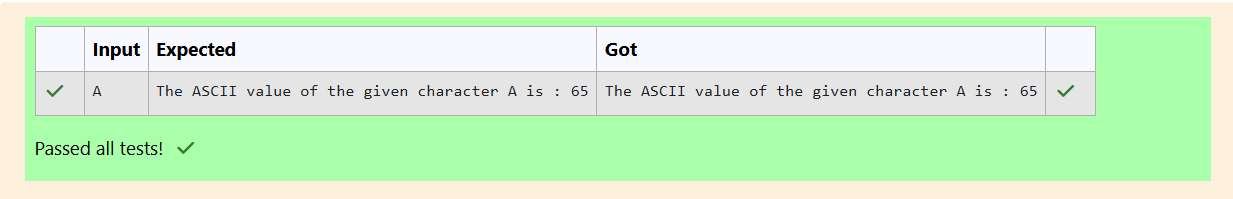 Input Expected Got
A The ASCII value of the given character A is : 65 The ASCII value of the given character A is : 65
Passed all tests!